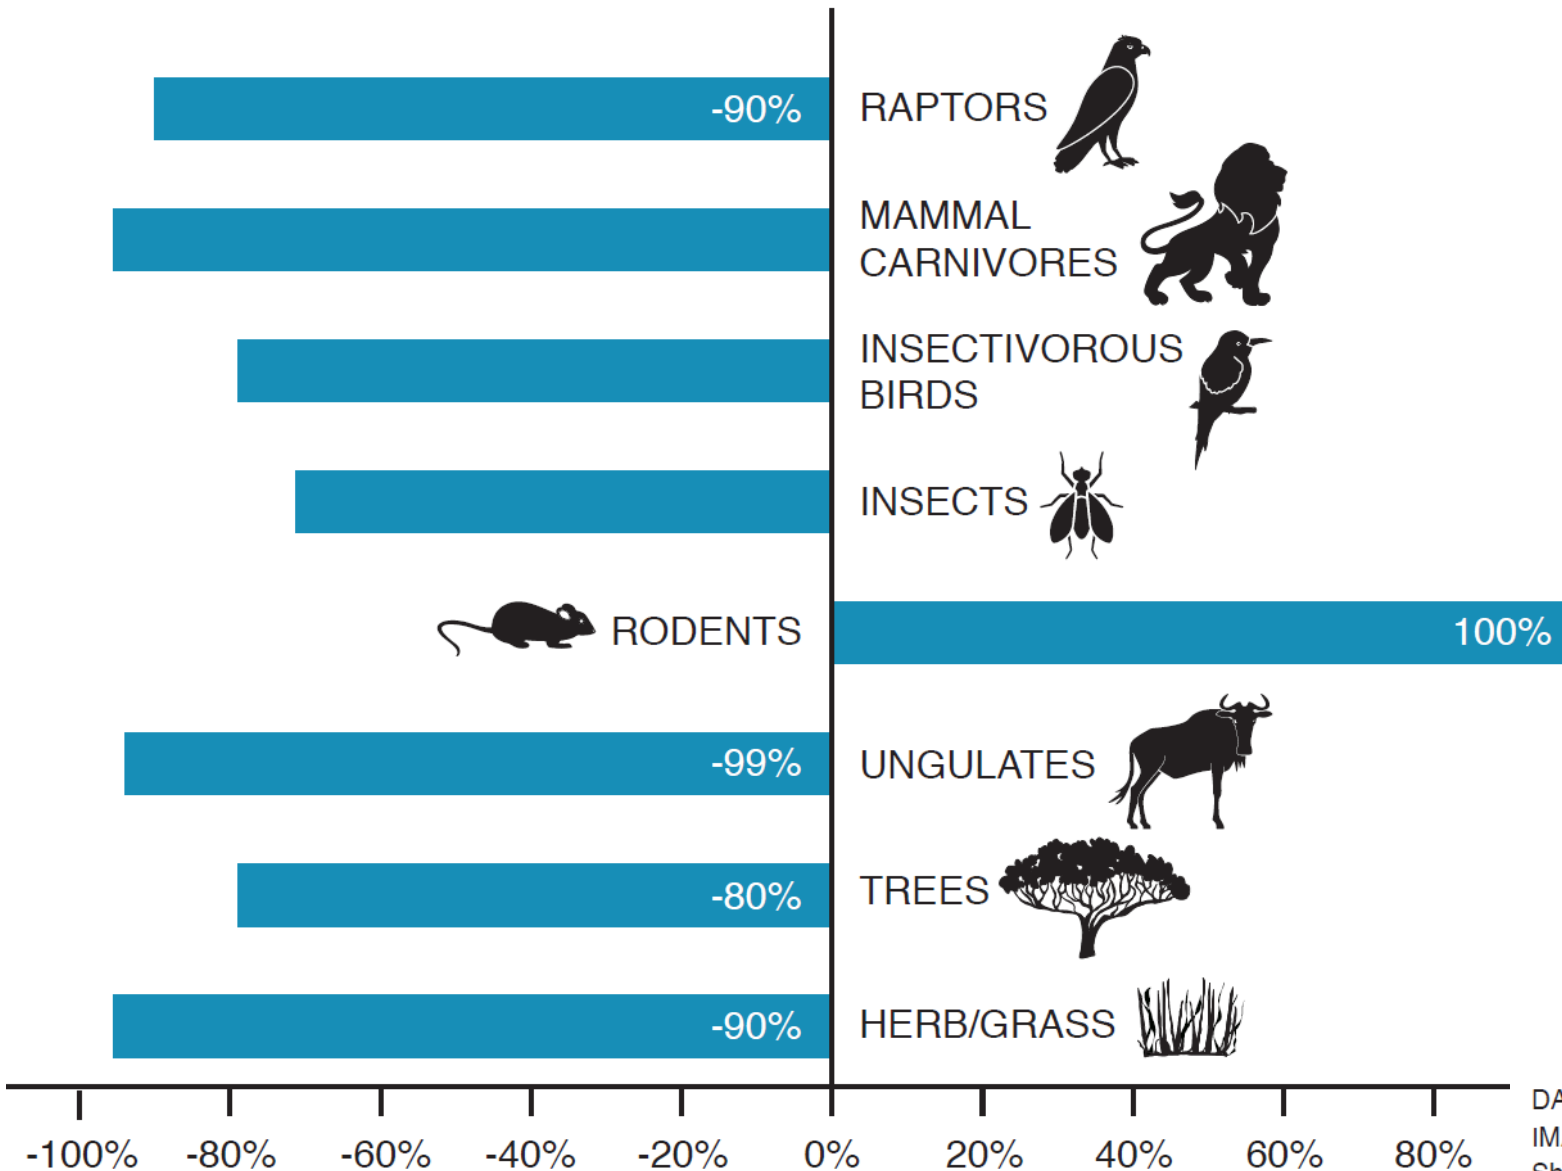 -90% RAPTORS
MAMMAL
CARNIVORES
INSECTIVOROUS
BIRDS
INSECTS
RODENTS 100%
-99% UNGULATES
-80% TREES
-90% HERB/GRASS
-100% -80% -60% -40% -20% 0% 20% 40% 60% 80%